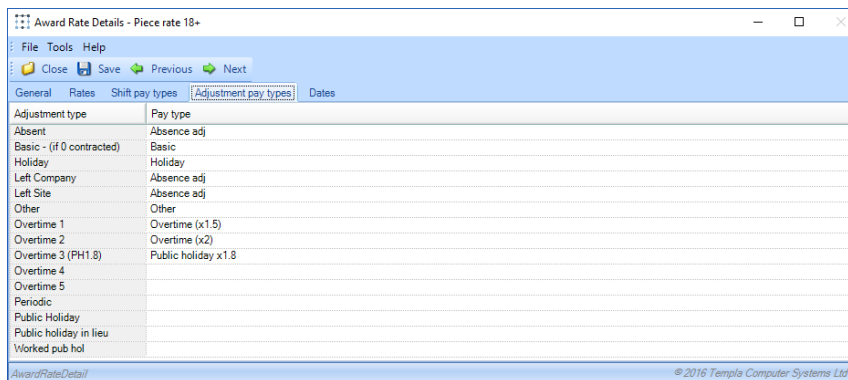 Award Rate Details - Piece rate 18+
File Tools Help
Close Save Previous Next
General Rates Shift pay types Adjustment pay types Dates
Adjustment type Pay type
Absent Absence adj
Basic - (if 0 contracted) Basic
Holiday Holiday
Left Company Absence adj
Left Site Absence adj
Other Other
Overtime 1 Overtime (x1.5)
Overtime 2 Overtime (x2)
Overtime 3 (PH1.8) Public holiday x1.8
Overtime 4
Overtime 5
Periodic
Public Holiday
Public holiday in lieu
Worked pub hol
AwardRateDetail © 2016 Templa Computer Systems Ltd